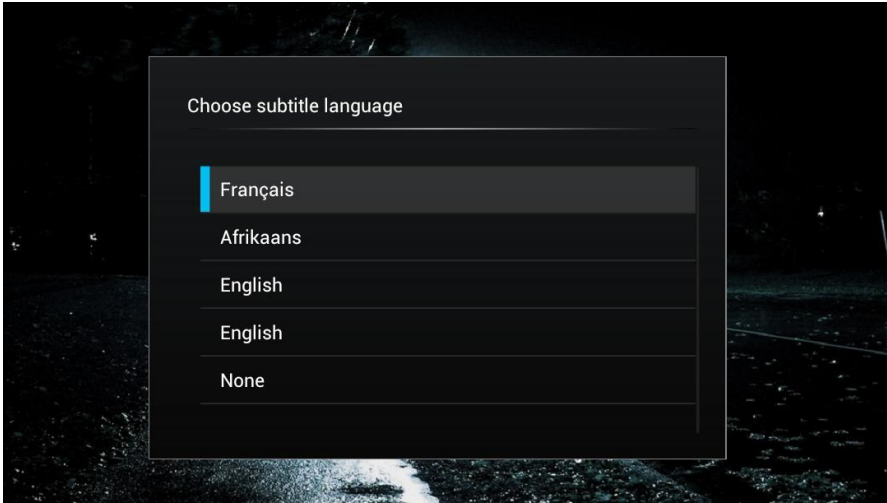 Choose subtitle language
Français
Afrikaans
English
English
None